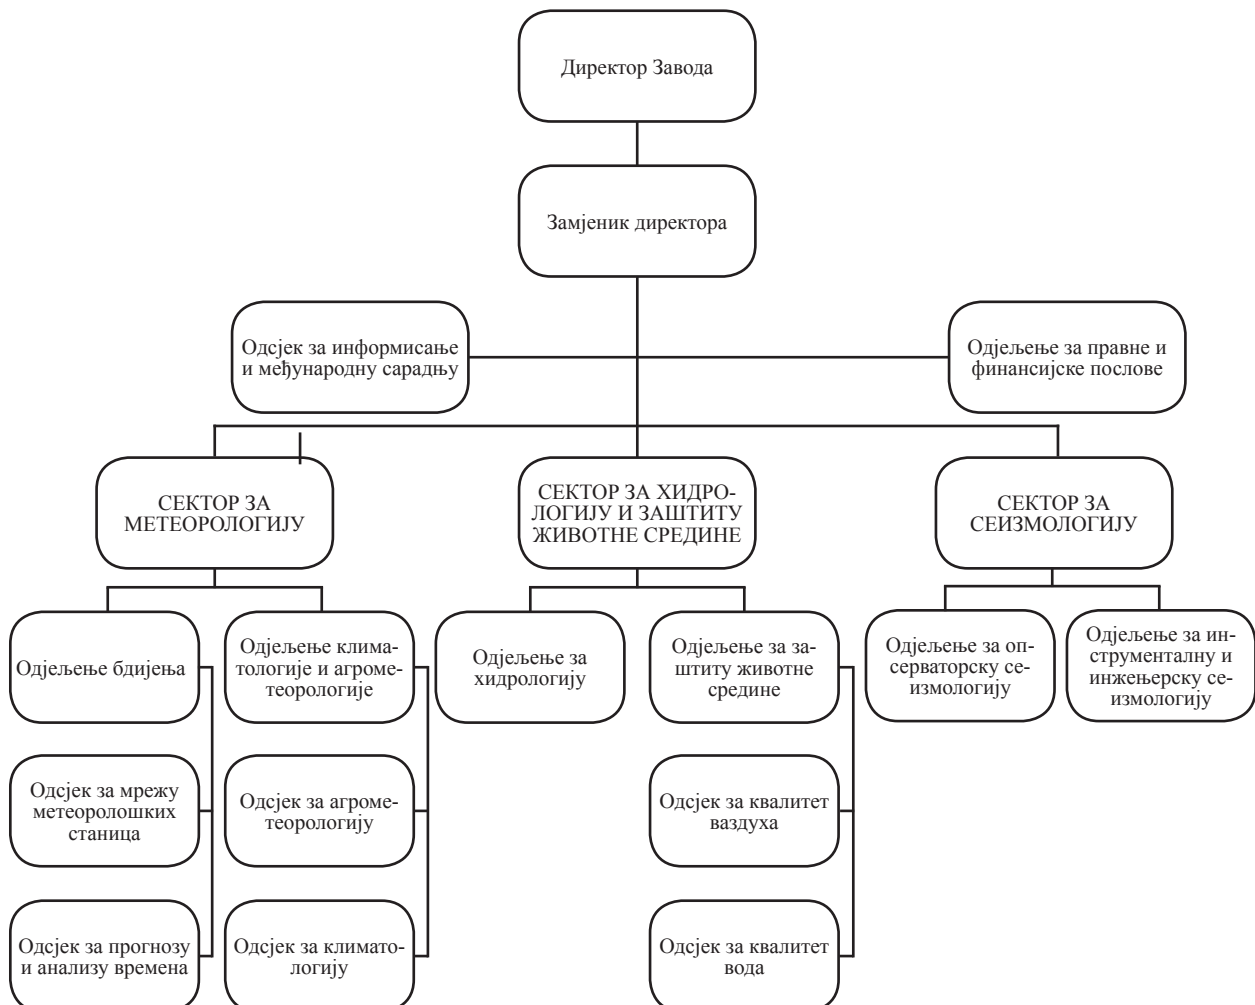 Директор Завода
Замјеник директора
Одсјек за информисање
и међународну сарадњу
Одјељење за правне и
финансијске послове
СЕКТОР ЗА
МЕТЕОРОЛОГИЈУ
СЕКТОР ЗА ХИДРО-
ЛОГИЈУ И ЗАШТИТУ
ЖИВОТНЕ СРЕДИНЕ
СЕКТОР ЗА
СЕИЗМОЛОГИЈУ
Одјељење бдијења
Одјељење клима-
тологије и агроме-
теорологије
Одјељење за
хидрологију
Одјељење за за-
штиту животне
средине
Одјељење за оп-
серваторску се-
измологију
Одјељење за ин-
струменталну и
инжењерску се-
измологију
Одсјек за мрежу
метеоролошких
станица
Одсјек за агроме-
теорологију
Одсјек за квалитет
ваздуха
Одсјек за прогнозу
и анализу времена
Одсјек за климато-
логију
Одсјек за квалитет
вода